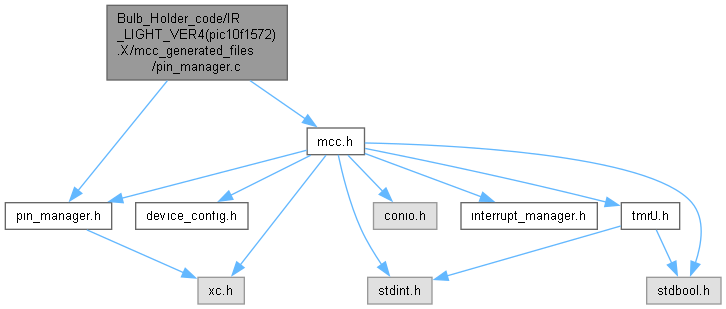 Bulb_Holder_code/IR
_LIGHT_VER4(pic10f1572)
.X/mcc_generated_files
/pin_manager.c
mcc.h
pin_manager.h
device_config.h
conio.h
interrupt_manager.h
tmr0.h
xc.h
stdint.h
stdbool.h